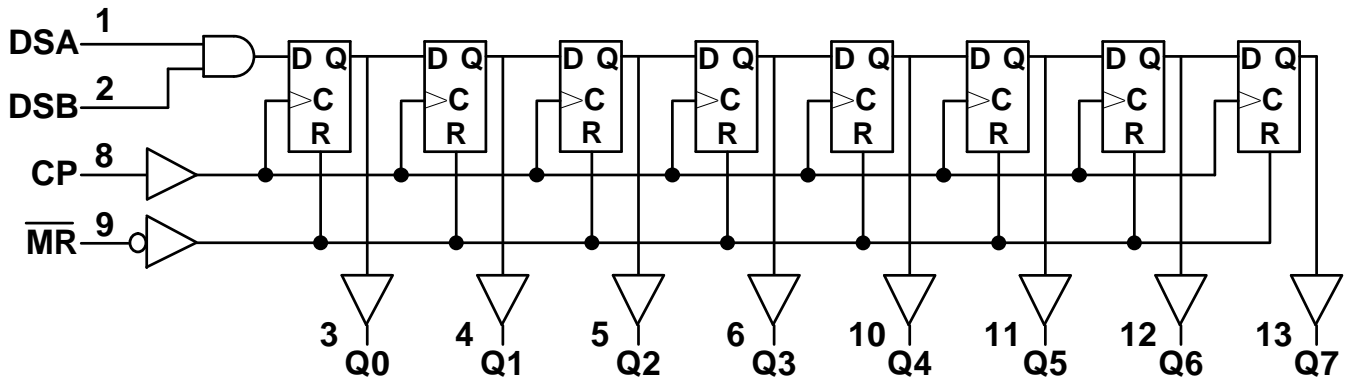 1
DSA
2
DSB
D Q D Q D Q D Q D Q D Q D Q D Q
C C C C C C C C
R R R R R R R R
8
CP
9
M̅R̅
3 4 5 6 10 11 12 13
Q0 Q1 Q2 Q3 Q4 Q5 Q6 Q7